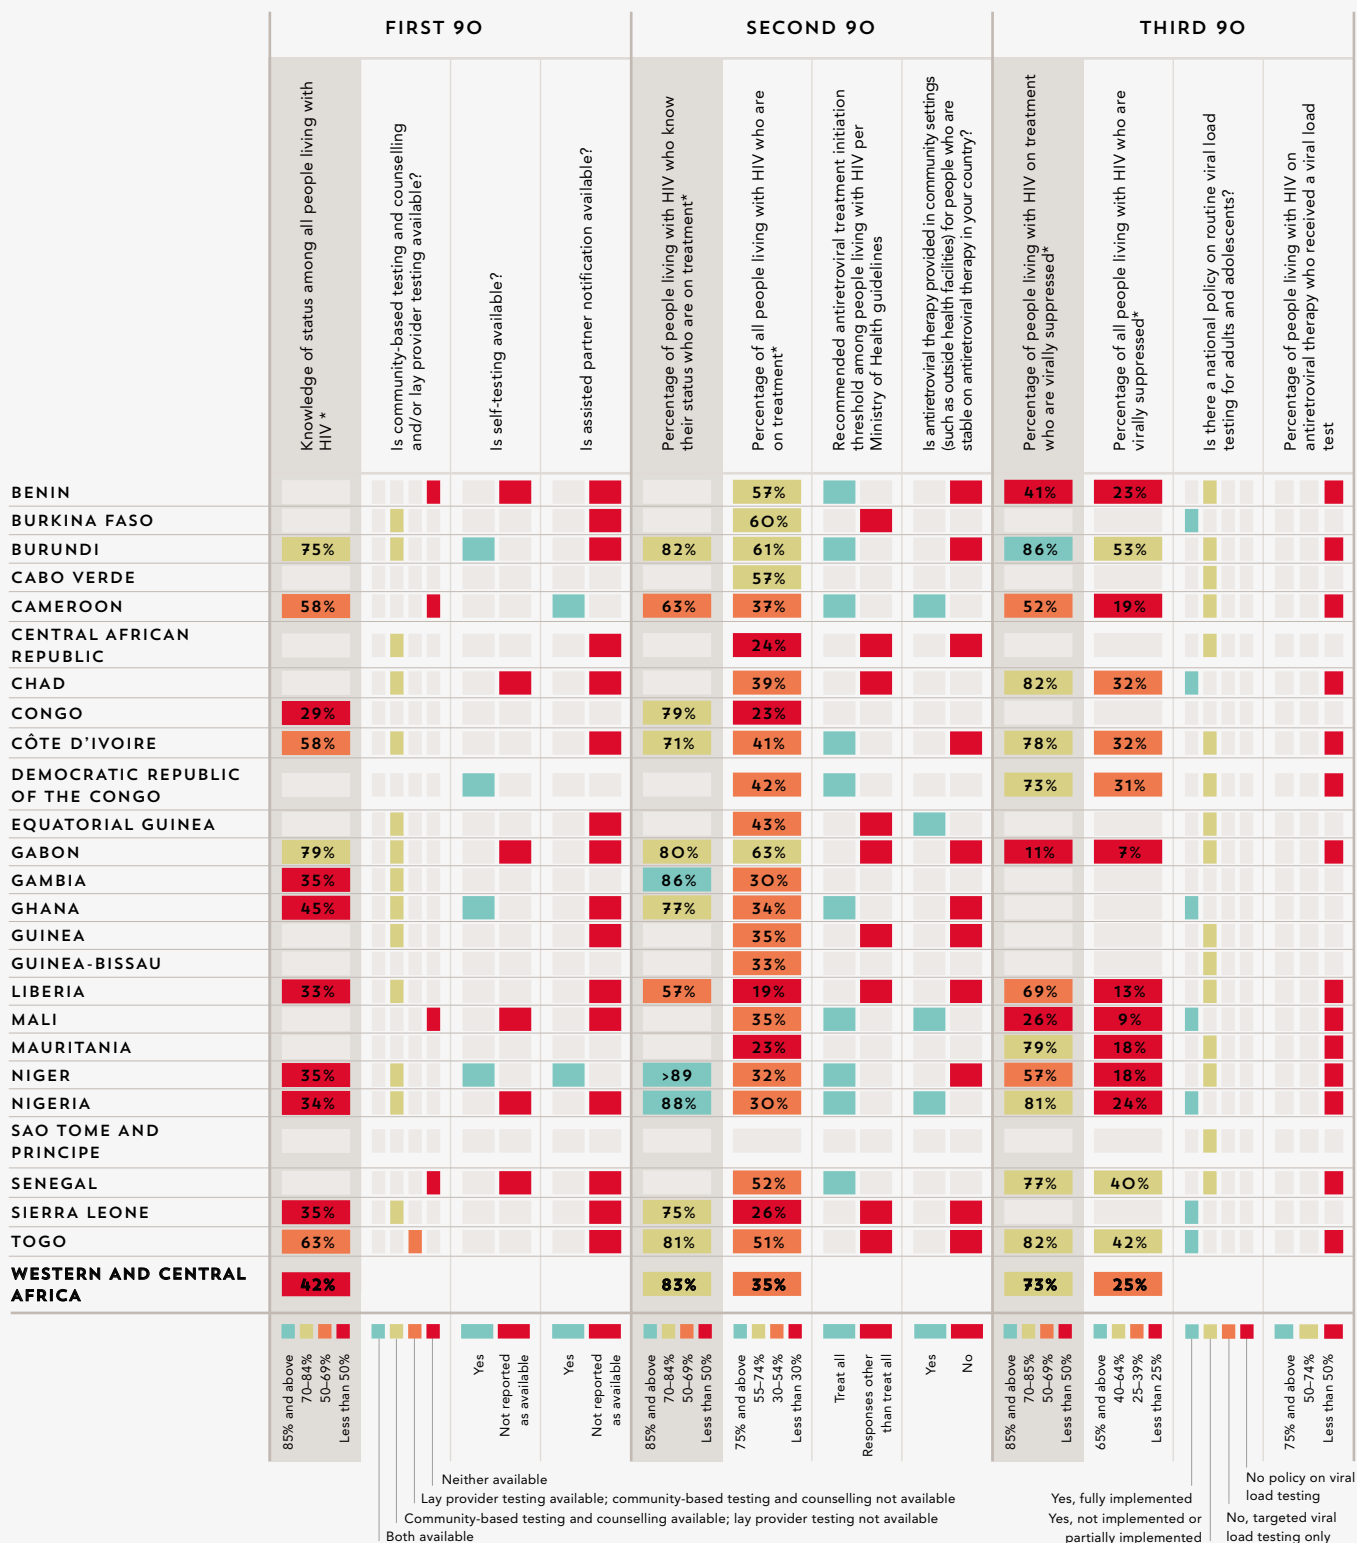 FIRST 90
SECOND 90
THIRD 90
Knowledge of status among all people living with
HIV *
Is community-based testing and counselling
and/or lay provider testing available?
Is self-testing available?
Is assisted partner notification available?
Percentage of people living with HIV who know
their status who are on treatment*
Percentage of all people living with HIV who are
on treatment*
Recommended antiretroviral treatment initiation
threshold among people living with HIV per
Ministry of Health guidelines
Is antiretroviral therapy provided in community settings
(such as outside health facilities) for people who are
stable on antiretroviral therapy in your country?
Percentage of people living with HIV on treatment
who are virally suppressed*
Percentage of all people living with HIV who are
virally suppressed*
Is there a national policy on routine viral load
testing for adults and adolescents?
Percentage of people living with HIV on
antiretroviral therapy who received a viral load
test
BENIN 57% 41% 23%
BURKINA FASO 60%
BURUNDI 75% 82% 61% 86% 53%
CABO VERDE 57%
CAMEROON 58% 63% 37% 52% 19%
CENTRAL AFRICAN
REPUBLIC 24%
CHAD 39% 82% 32%
CONGO 29% 79% 23%
CÔTE D'IVOIRE 58% 71% 41% 78% 32%
DEMOCRATIC REPUBLIC
OF THE CONGO 42% 73% 31%
EQUATORIAL GUINEA 43%
GABON 79% 80% 63% 11% 7%
GAMBIA 35% 86% 30%
GHANA 45% 77% 34%
GUINEA 35%
GUINEA-BISSAU 33%
LIBERIA 33% 57% 19% 69% 13%
MALI 35% 26% 9%
MAURITANIA 23% 79% 18%
NIGER 35% >89 32% 57% 18%
NIGERIA 34% 88% 30% 81% 24%
SAO TOME AND
PRINCIPE
SENEGAL 52% 77% 40%
SIERRA LEONE 35% 75% 26%
TOGO 63% 81% 51% 82% 42%
WESTERN AND CENTRAL
AFRICA 42% 83% 35% 73% 25%
85% and above
70–84%
50–69%
Less than 50%
Yes
Not reported
as available
Yes
Not reported
as available
85% and above
70–84%
50–69%
Less than 50%
75% and above
55–74%
30–54%
Less than 30%
Treat all
Responses other
than treat all
Yes
No
85% and above
70–85%
50–69%
Less than 50%
65% and above
40–64%
25–39%
Less than 25%
75% and above
50–74%
Less than 50%
Neither available
Lay provider testing available; community-based testing and counselling not available
Community-based testing and counselling available; lay provider testing not available
Both available
No policy on viral
load testing
Yes, fully implemented
Yes, not implemented or
partially implemented
No, targeted viral
load testing only